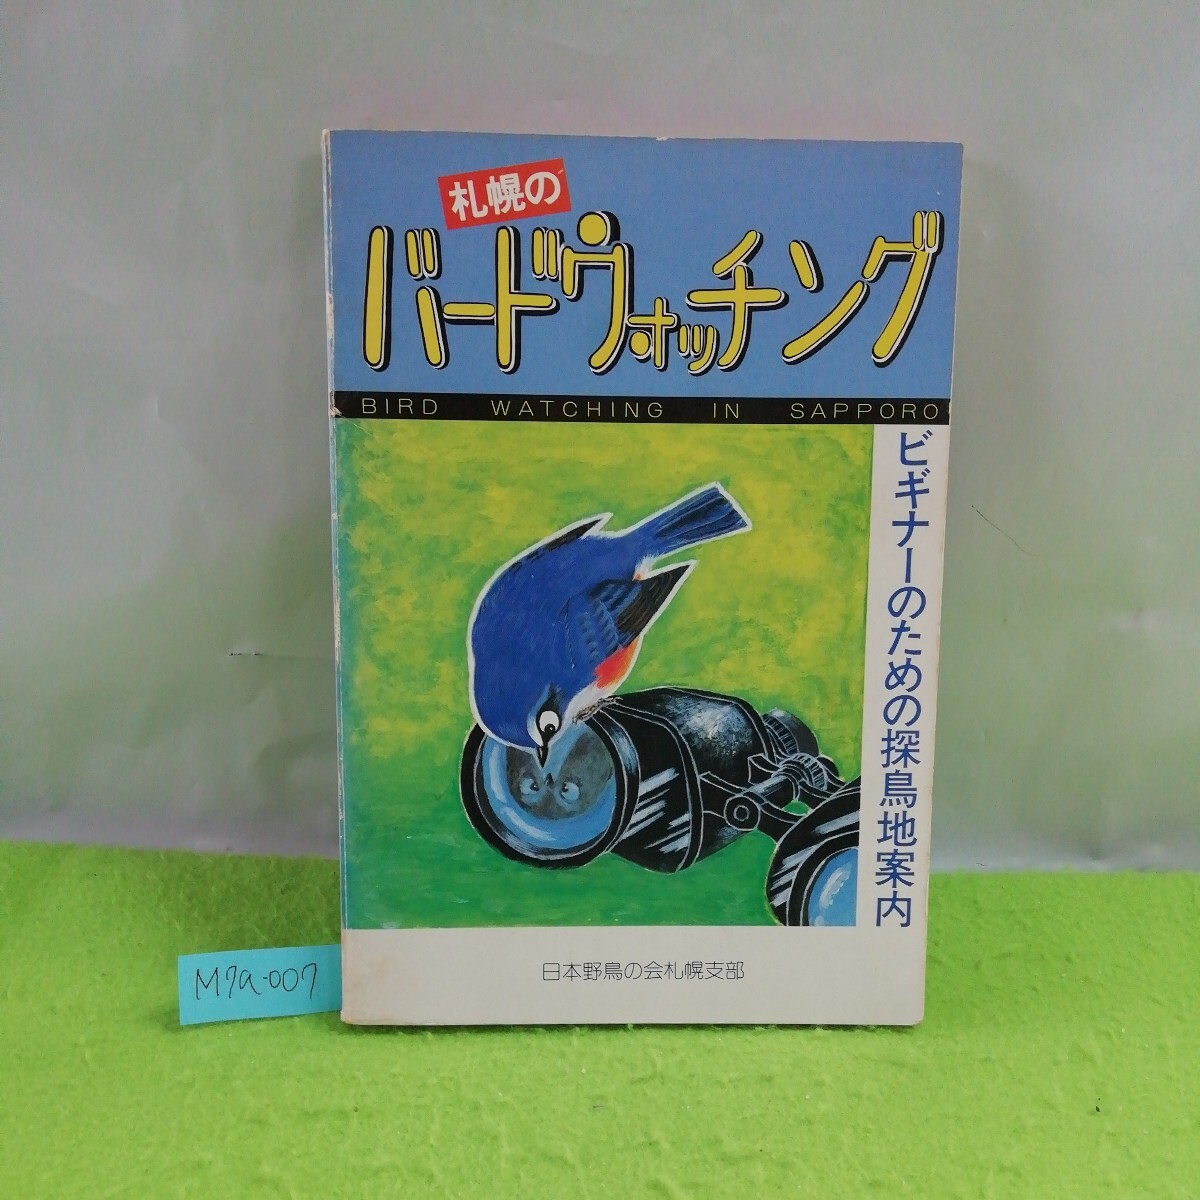 札幌の
バードウォッチング
BIRD WATCHING IN SAPPORO
ビギナーのための探鳥地案内
日本野鳥の会札幌支部
M7a-007